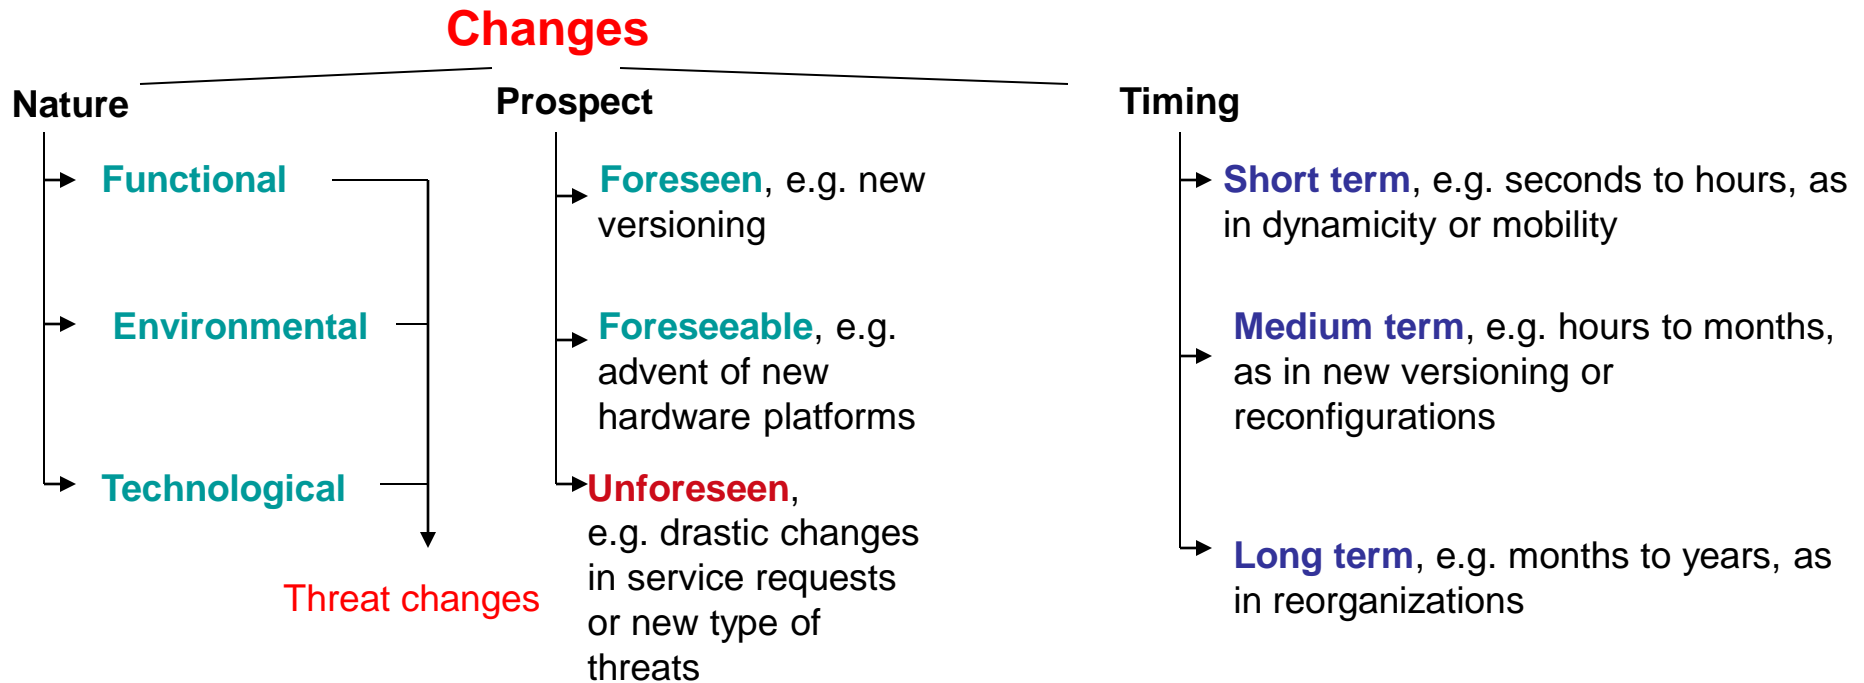 Changes
Nature
Functional
Environmental
Technological
Threat changes
Prospect
Foreseen, e.g. new
versioning
Foreseeable, e.g.
advent of new
hardware platforms
Unforeseen,
e.g. drastic changes
in service requests
or new type of
threats
Timing
Short term, e.g. seconds to hours, as
in dynamicity or mobility
Medium term, e.g. hours to months,
as in new versioning or
reconfigurations
Long term, e.g. months to years, as
in reorganizations